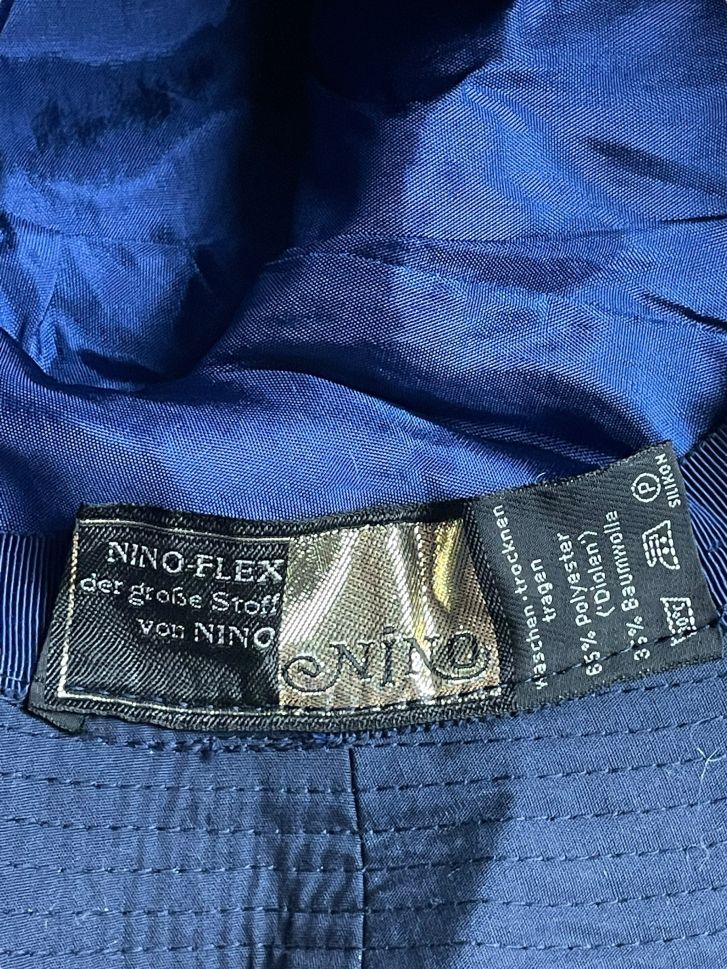 NINO-FLEX
der große Stoff
von NINO
NINO
waschen-trocknen
tragen
65% Polyester
(Diolen)
35% Baumwolle
P
SILIKON